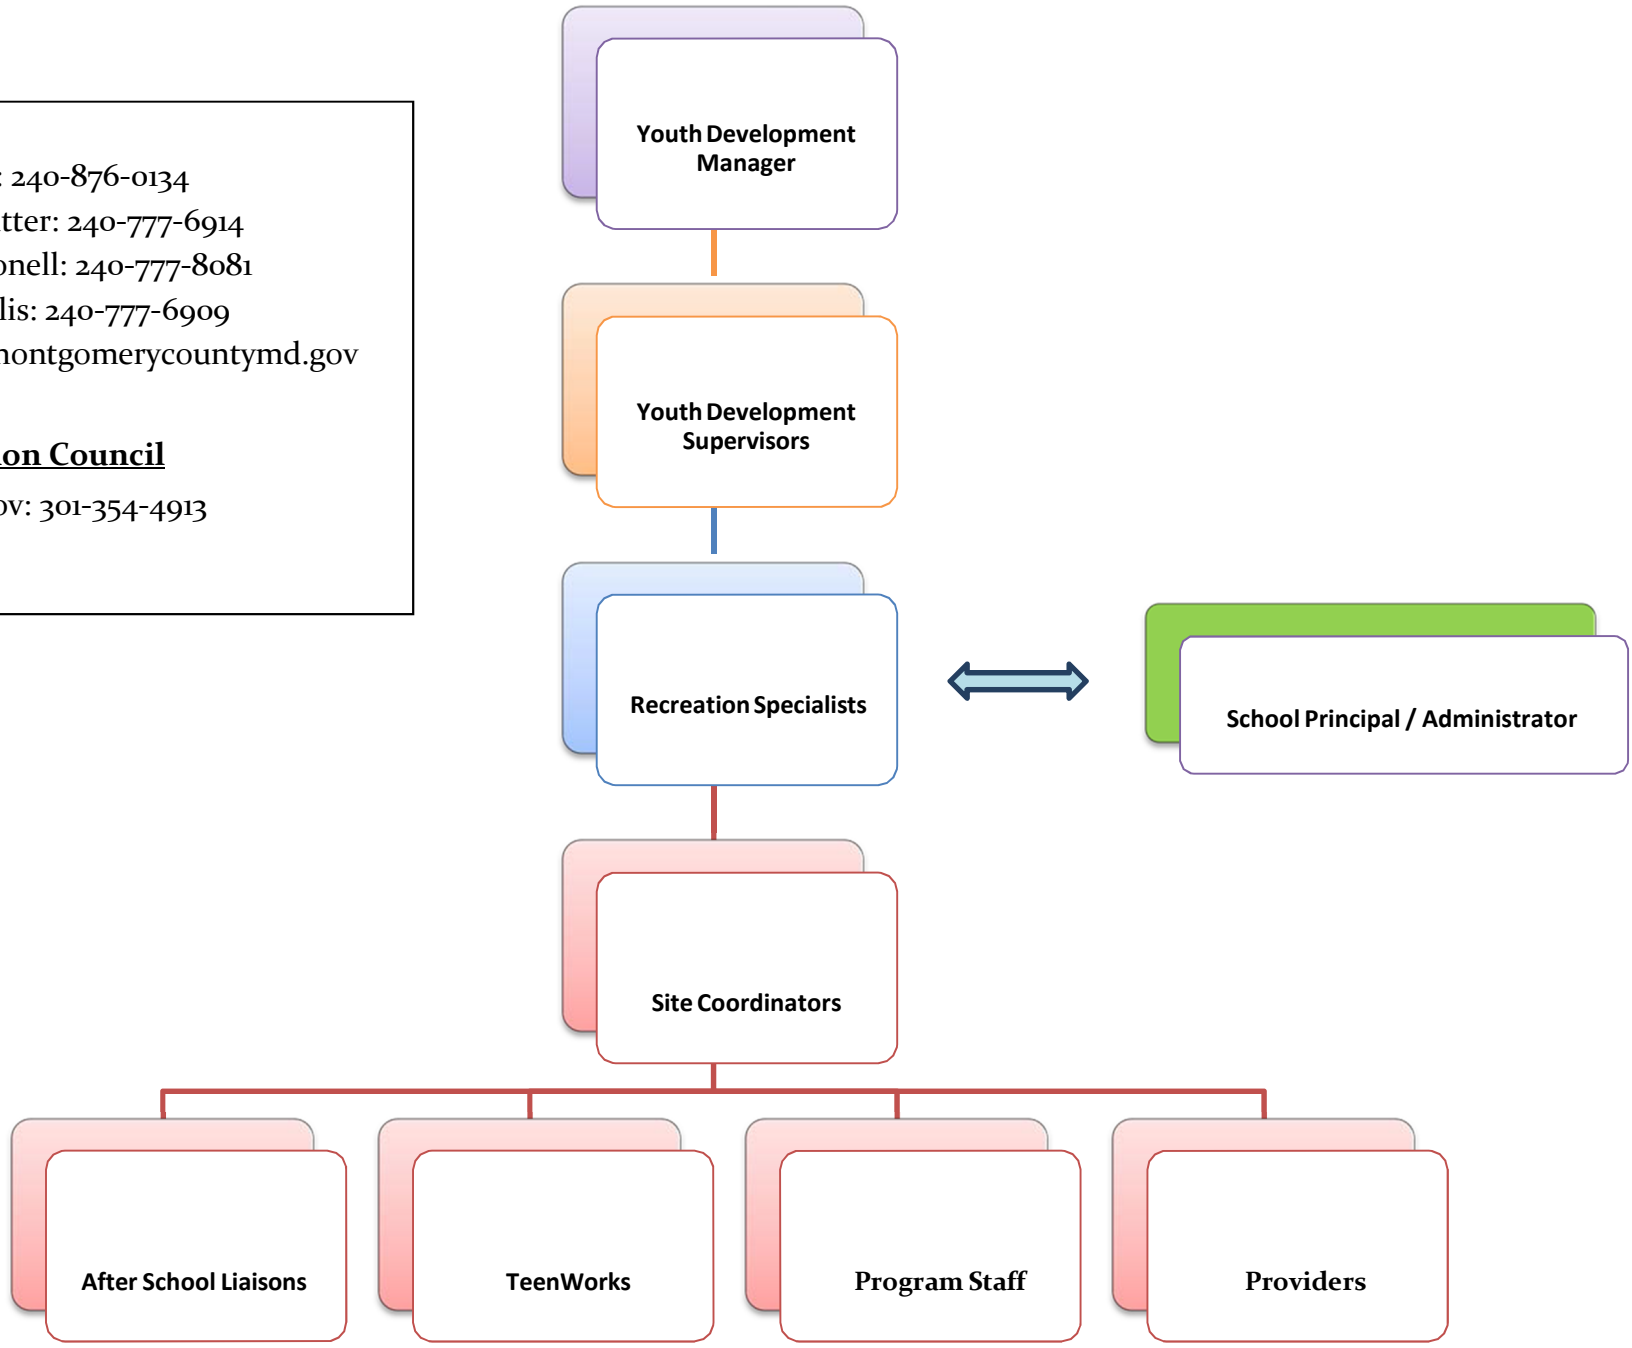 : 240-876-0134
tter: 240-777-6914
onell: 240-777-8081
lis: 240-777-6909
montgomerycountymd.gov
ion Council
ov: 301-354-4913
Youth Development
Manager
Youth Development
Supervisors
Recreation Specialists
School Principal / Administrator
Site Coordinators
After School Liaisons
TeenWorks
Program Staff
Providers